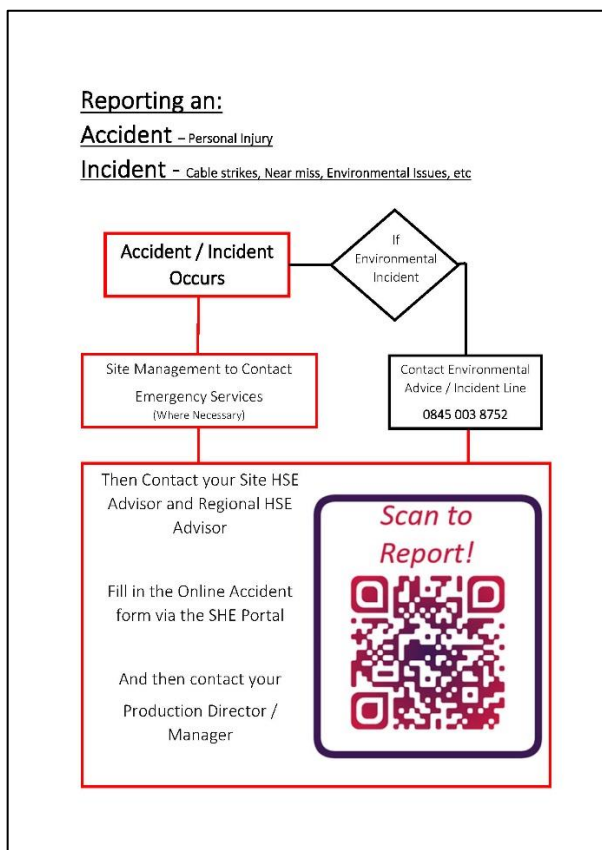 Reporting an:
Accident – Personal Injury
Incident - Cable strikes, Near miss, Environmental Issues, etc
Accident / Incident
Occurs
If
Environmental
Incident
Site Management to Contact
Emergency Services
(Where Necessary)
Contact Environmental
Advice / Incident Line
0845 003 8752
Then Contact your Site HSE
Advisor and Regional HSE
Advisor
Fill in the Online Accident
form via the SHE Portal
And then contact your
Production Director /
Manager
Scan to
Report!